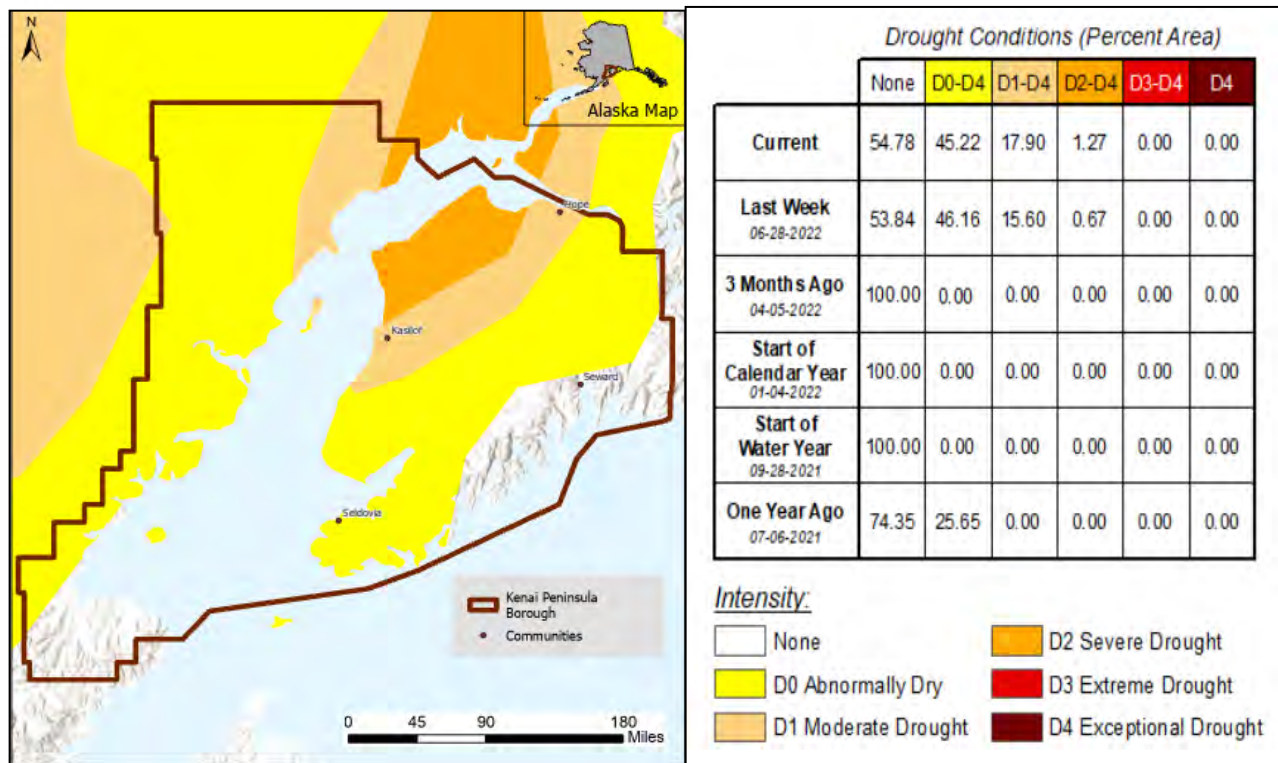 N
Alaska Map
Hope
Kasilof
Seward
Seldovia
Kenai Peninsula
Borough
Communities
0 45 90 180
Miles
Drought Conditions (Percent Area)
None D0-D4 D1-D4 D2-D4 D3-D4 D4
Current 54.78 45.22 17.90 1.27 0.00 0.00
Last Week
06-28-2022
53.84 46.16 15.60 0.67 0.00 0.00
3 Months Ago
04-05-2022
100.00 0.00 0.00 0.00 0.00 0.00
Start of
Calendar Year
01-04-2022
100.00 0.00 0.00 0.00 0.00 0.00
Start of
Water Year
09-28-2021
100.00 0.00 0.00 0.00 0.00 0.00
One Year Ago
07-06-2021
74.35 25.65 0.00 0.00 0.00 0.00
Intensity:
None
D0 Abnormally Dry
D1 Moderate Drought
D2 Severe Drought
D3 Extreme Drought
D4 Exceptional Drought